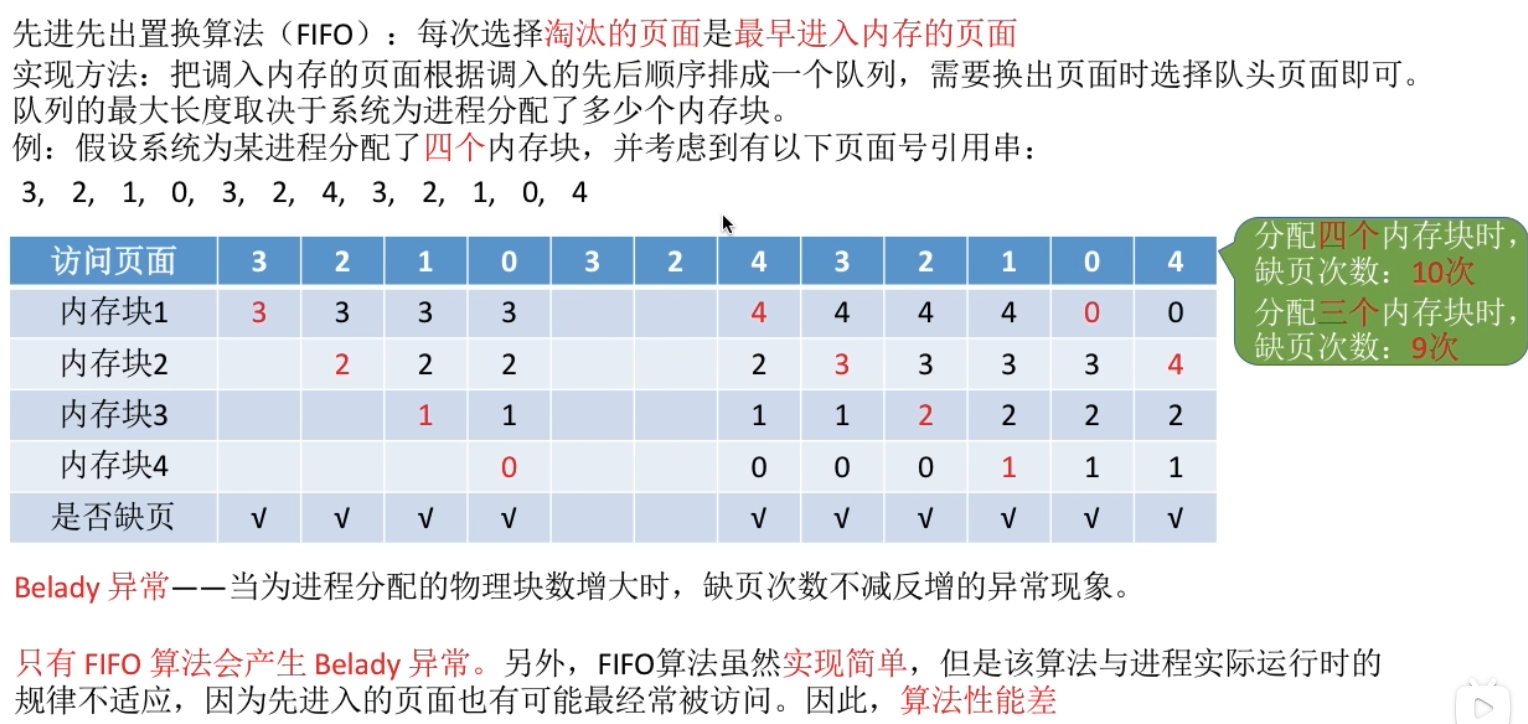 先进先出置换算法（FIFO）：每次选择淘汰的页面是最早进入内存的页面
实现方法：把调入内存的页面根据调入的先后顺序排成一个队列，需要换出页面时选择队头页面即可。
队列的最大长度取决于系统为进程分配了多少个内存块。
例：假设系统为某进程分配了四个内存块，并考虑到有以下页面号引用串：
3, 2, 1, 0, 3, 2, 4, 3, 2, 1, 0, 4
访问页面 3 2 1 0 3 2 4 3 2 1 0 4
内存块1 3 3 3 3 4 4 4 4 0 0
内存块2 2 2 2 2 3 3 3 3 4
内存块3 1 1 1 1 2 2 2 2
内存块4 0 0 0 0 1 1 1
是否缺页 √ √ √ √ √ √ √ √ √ √
分配四个内存块时，
缺页次数：10次
分配三个内存块时，
缺页次数：9次
Belady 异常——当为进程分配的物理块数增大时，缺页次数不减反增的异常现象。
只有 FIFO 算法会产生 Belady 异常。另外，FIFO算法虽然实现简单，但是该算法与进程实际运行时的
规律不适应，因为先进入的页面也有可能最经常被访问。因此，算法性能差